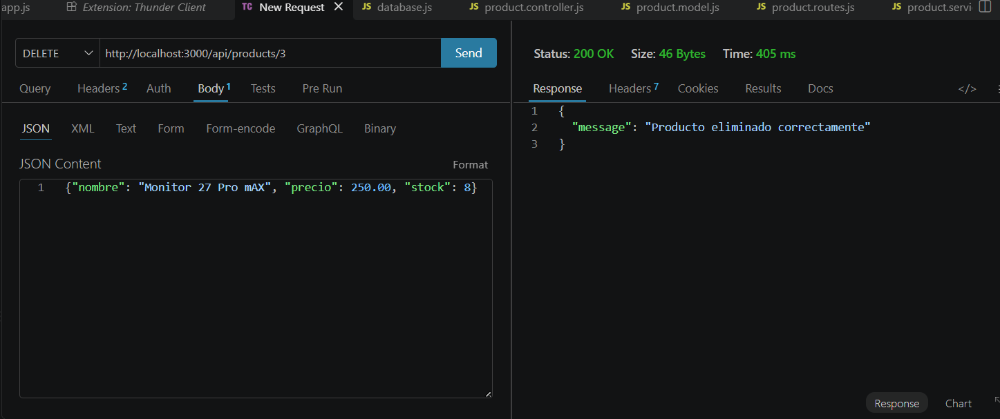 app.js Extension: Thunder Client TC New Request JS database.js JS product.controller.js JS product.model.js JS product.routes.js JS product.servi
DELETE http://localhost:3000/api/products/3 Send
Status: 200 OK Size: 46 Bytes Time: 405 ms
Query Headers 2 Auth Body 1 Tests Pre Run
Response Headers 7 Cookies Results Docs </>
JSON XML Text Form Form-encode GraphQL Binary
JSON Content Format
1 {"nombre": "Monitor 27 Pro mAX", "precio": 250.00, "stock": 8}
1 {
2 "message": "Producto eliminado correctamente"
3 }
Response Chart